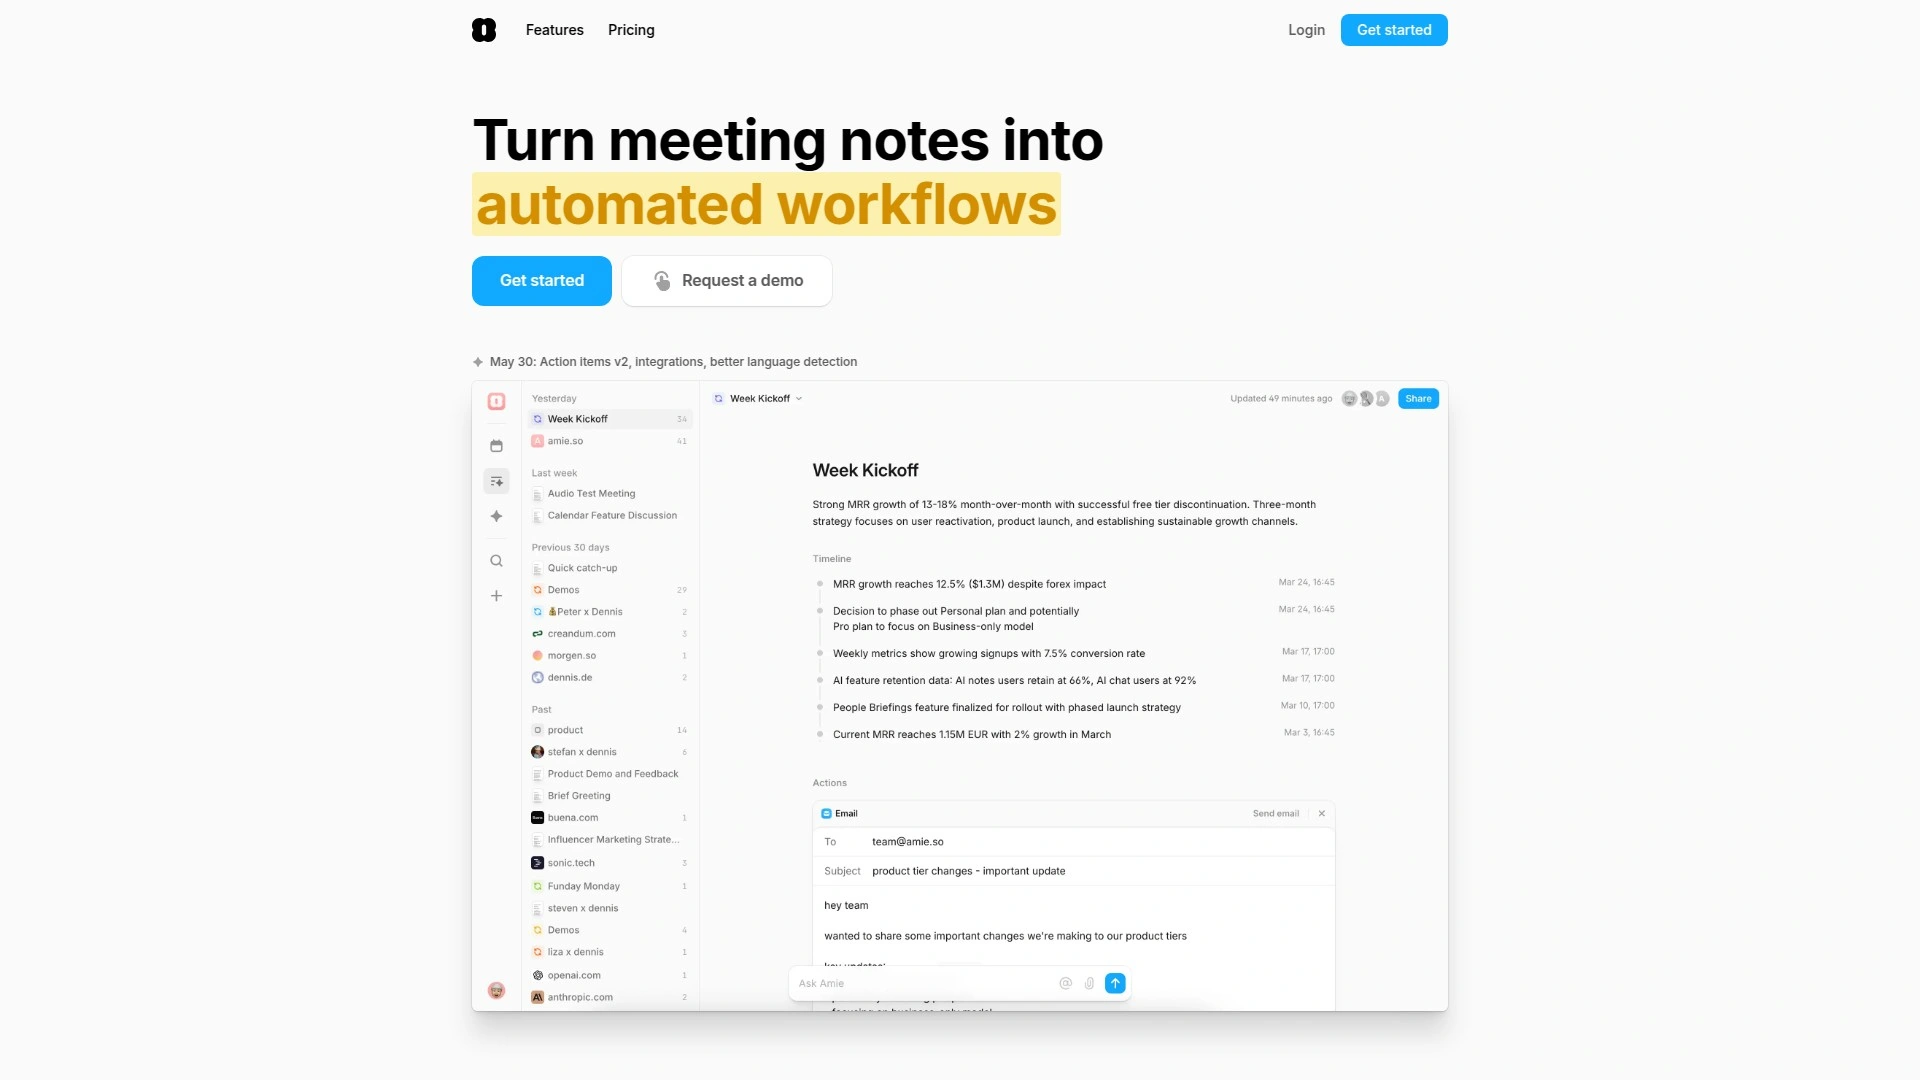 Features
Pricing
Login
Get started
Turn meeting notes into
automated workflows
Get started
Request a demo
May 30: Action items v2, integrations, better language detection
Yesterday
Week Kickoff 34
amie.so 41
Last week
Audio Test Meeting
Calendar Feature Discussion
Previous 30 days
Quick catch-up
Demos 29
💰Peter x Dennis 2
creandum.com 3
morgen.so 1
dennis.de 2
Past
product 14
stefan x dennis 6
Product Demo and Feedback
Brief Greeting
buena.com 1
Influencer Marketing Strate...
sonic.tech 3
Funday Monday 1
steven x dennis
Demos 4
liza x dennis 1
openai.com 1
anthropic.com 2
Week Kickoff
Updated 49 minutes ago
A
Share
Week Kickoff
Strong MRR growth of 13-18% month-over-month with successful free tier discontinuation. Three-month
strategy focuses on user reactivation, product launch, and establishing sustainable growth channels.
Timeline
MRR growth reaches 12.5% ($1.3M) despite forex impact Mar 24, 16:45
Decision to phase out Personal plan and potentially Mar 24, 16:45
Pro plan to focus on Business-only model
Weekly metrics show growing signups with 7.5% conversion rate Mar 17, 17:00
AI feature retention data: AI notes users retain at 66%, AI chat users at 92% Mar 17, 17:00
People Briefings feature finalized for rollout with phased launch strategy Mar 10, 17:00
Current MRR reaches 1.15M EUR with 2% growth in March Mar 3, 16:45
Actions
Email
Send email
To team@amie.so
Subject product tier changes - important update
hey team
wanted to share some important changes we're making to our product tiers
key updates:
Ask Amie
focusing on business-only model